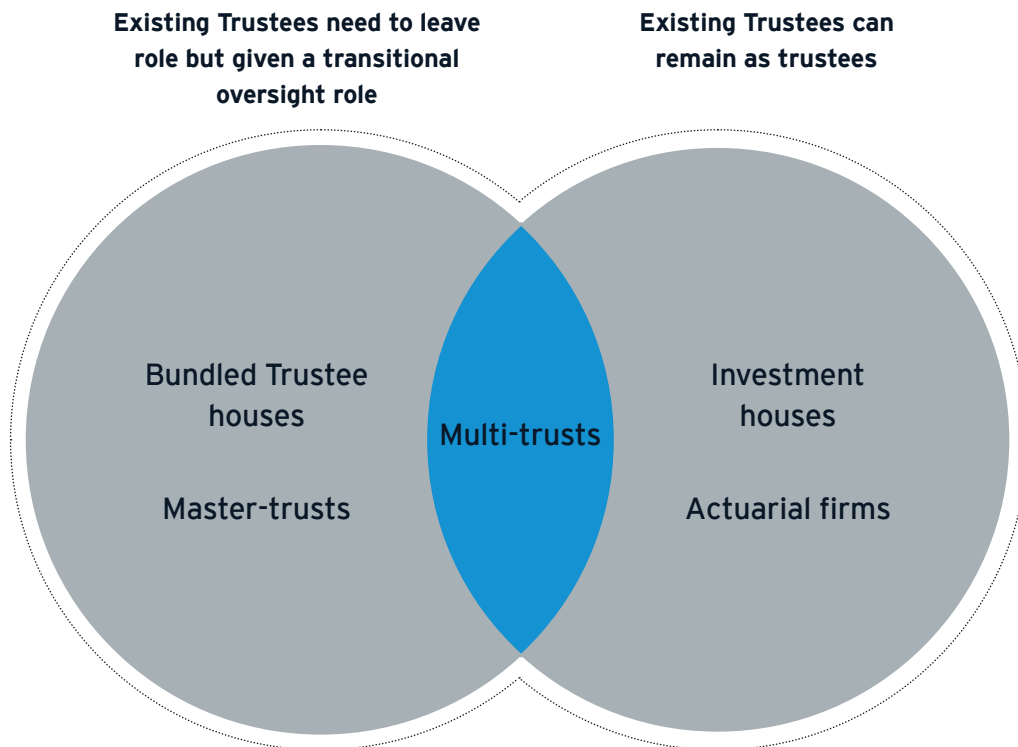 Existing Trustees need to leave
role but given a transitional
oversight role
Existing Trustees can
remain as trustees
Bundled Trustee
houses
Master-trusts
Multi-trusts
Investment
houses
Actuarial firms